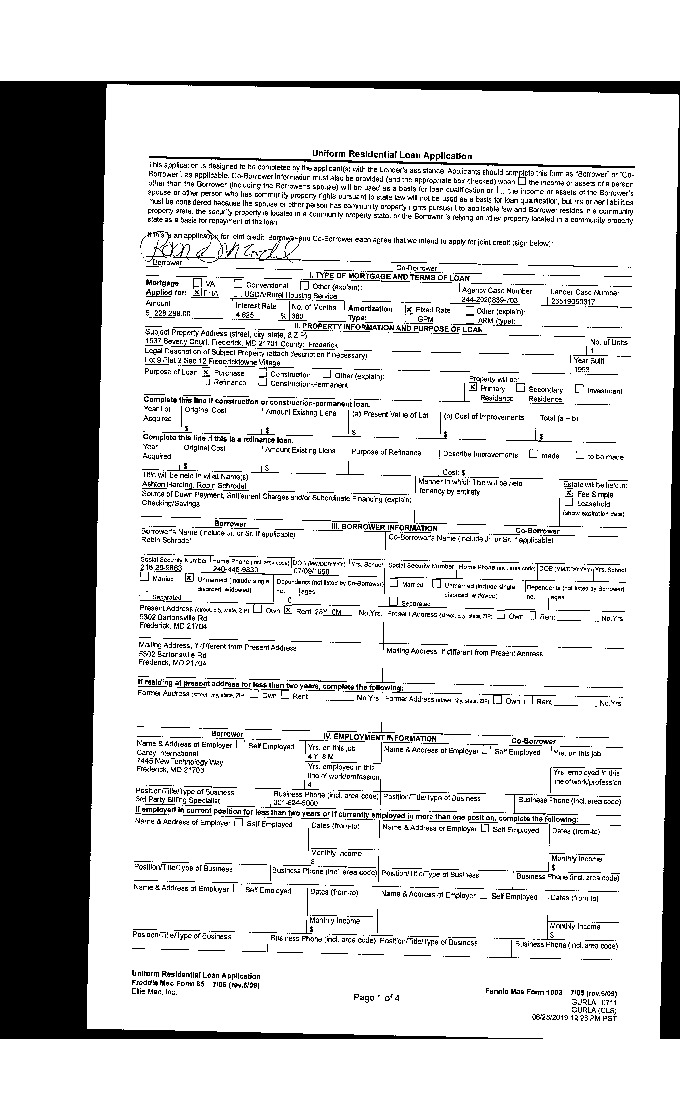 Uniform Residential Loan Application
This application is designed to be completed by the applicant(s) with the Lender's assistance. Applicants should complete this form as "Borrower" or "Co-
Borrower", as applicable. Co-Borrower information must also be provided (and the appropriate box checked) when the income or assets of a person
other than the Borrower (including the Borrower's spouse) will be used as a basis for loan qualification or the income or assets of the Borrower's
spouse or other person who has community property rights pursuant to state law will not be used as a basis for loan qualification, but his or her liabilities
must be considered because the spouse or other person has community property rights pursuant to applicable law and Borrower resides in a community
property state, the security property is located in a community property state, or the Borrower is relying on other property located in a community property
state as a basis for repayment of the loan.
If this is an application for joint credit, Borrower and Co-Borrower each agree that we intend to apply for joint credit (sign below):
Borrower Co-Borrower
I. TYPE OF MORTGAGE AND TERMS OF LOAN
Mortgage VA Conventional Other (explain): Agency Case Number Lender Case Number
Applied for: X FHA USDA/Rural Housing Service
Amount Interest Rate No. of Months Amortization X Fixed Rate Other (explain):
$ 4.625 % 360 Type: GPM ARM (type):
II. PROPERTY INFORMATION AND PURPOSE OF LOAN
Subject Property Address (street, city, state, & ZIP) No. of Units
Beverly Court, Frederick, MD 21701 County: Frederick 1
Legal Description of Subject Property (attach description if necessary) Year Built
Lot 9 Plat 2 Sec 12 Fredericktowne Village 1993
Purpose of Loan X Purchase Construction Other (explain): Property will be:
Refinance Construction-Permanent X Primary Residence Secondary Residence Investment
Complete this line if construction or construction-permanent loan.
Year Lot Acquired Original Cost Amount Existing Liens (a) Present Value of Lot (b) Cost of Improvements Total (a + b)
$ $ $ $ $
Complete this line if this is a refinance loan.
Year Acquired Original Cost Amount Existing Liens Purpose of Refinance Describe Improvements made to be made
$ $ Cost: $
Title will be held in what Name(s) Manner in which Title will be held Estate will be held in:
Ashton Harding, Robin Schrodel Tenancy by entirety X Fee Simple
Source of Down Payment, Settlement Charges and/or Subordinate Financing (explain) Leasehold
Checking/Savings (show expiration date)
Borrower III. BORROWER INFORMATION Co-Borrower
Borrower's Name (include Jr. or Sr. if applicable) Co-Borrower's Name (include Jr. or Sr. if applicable)
Robin Schrodel
Social Security Number Home Phone (incl. area code) DOB (MM/DD/YYYY) Yrs. School Social Security Number Home Phone (incl. area code) DOB (MM/DD/YYYY) Yrs. School
Married X Unmarried (include single, divorced, widowed) Dependents (not listed by Co-Borrower) Married Unmarried (include single, divorced, widowed) Dependents (not listed by Borrower)
Separated no. 0 ages Separated no. ages
Present Address (street, city, state, ZIP) Own X Rent No.Yrs. Present Address (street, city, state, ZIP) Own Rent No.Yrs.
5302 Bartonsville Rd
Frederick, MD 21704
Mailing Address, if different from Present Address Mailing Address, if different from Present Address
5302 Bartonsville Rd
Frederick, MD 21704
If residing at present address for less than two years, complete the following:
Former Address (street, city, state, ZIP) Own Rent No.Yrs. Former Address (street, city, state, ZIP) Own Rent No.Yrs.
Borrower IV. EMPLOYMENT INFORMATION Co-Borrower
Name & Address of Employer Self Employed Yrs. on this job Name & Address of Employer Self Employed Yrs. on this job
Carey International
7445 New Technology Way
Frederick, MD 21703
Yrs. employed in this line of work/profession Yrs. employed in this line of work/profession
4
Position/Title/Type of Business Business Phone (incl. area code) Position/Title/Type of Business Business Phone (incl. area code)
3rd Party Billing Specialist
If employed in current position for less than two years or if currently employed in more than one position, complete the following:
Name & Address of Employer Self Employed Dates (from-to) Name & Address of Employer Self Employed Dates (from-to)
Monthly Income Monthly Income
$ $
Position/Title/Type of Business Business Phone (incl. area code) Position/Title/Type of Business Business Phone (incl. area code)
Name & Address of Employer Self Employed Dates (from-to) Name & Address of Employer Self Employed Dates (from-to)
Monthly Income Monthly Income
$ $
Position/Title/Type of Business Business Phone (incl. area code) Position/Title/Type of Business Business Phone (incl. area code)
Uniform Residential Loan Application
Freddie Mac Form 65 7/05 (rev.6/09) Fannie Mae Form 1003 7/05 (rev.6/09)
Ellie Mae, Inc. Page 1 of 4 GURLA 0711
GURLA (CLS)
PM PST